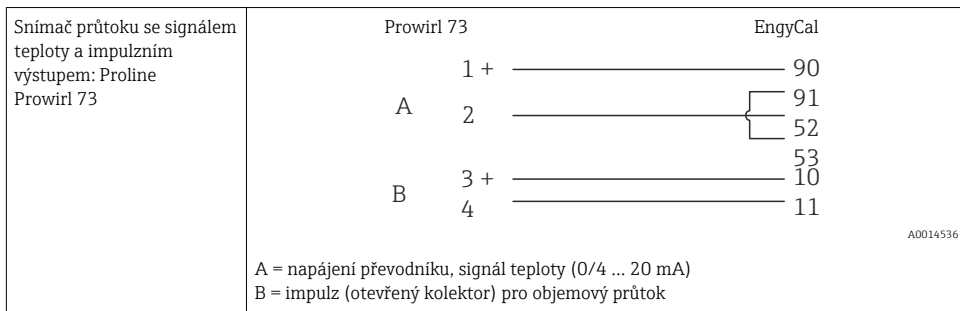 Snímač průtoku se signálem
teploty a impulzním
výstupem: Proline
Prowirl 73
Prowirl 73 EngyCal
1 + 90
91
A 2
52
53
3 + 10
B
4 11
A0014536
A = napájení převodníku, signál teploty (0/4 ... 20 mA)
B = impulz (otevřený kolektor) pro objemový průtok